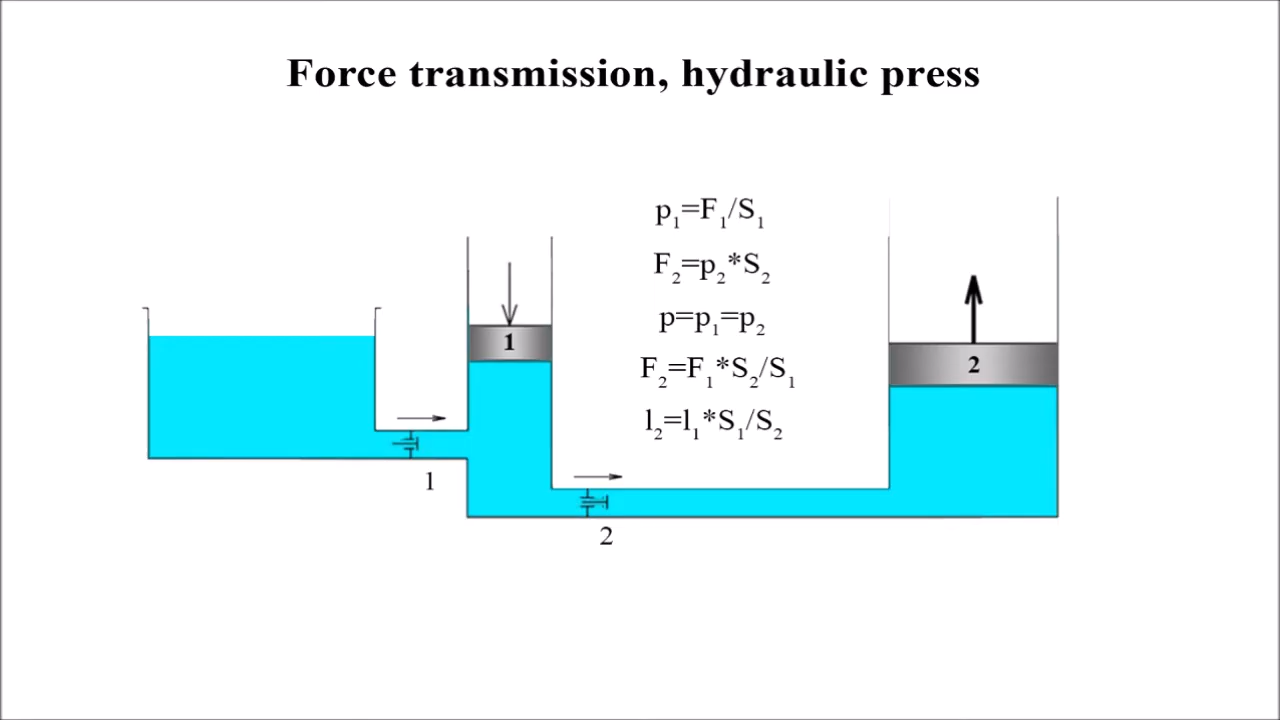 Force transmission, hydraulic press
p₁=F₁/S₁
F₂=p₂*S₂
p=p₁=p₂
F₂=F₁*S₂/S₁
l₂=l₁*S₁/S₂
1
2
1
2